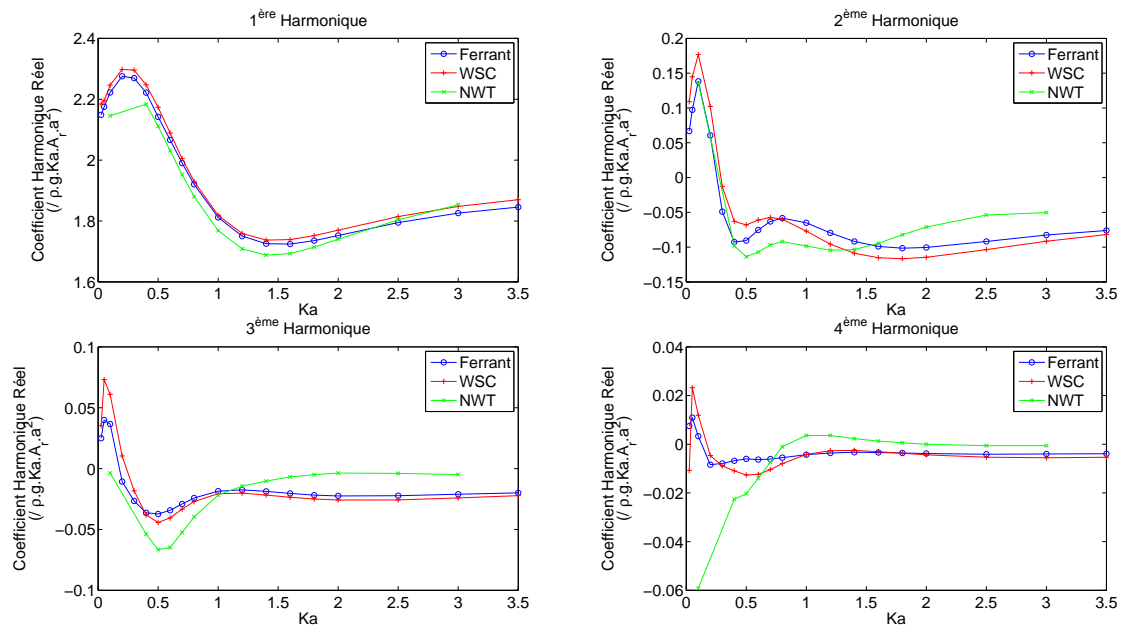 1ère Harmonique
Coefficient Harmonique Réel
(/ ρ.g.Ka.Ar.a²)
2.4
2.2
2
1.8
1.6
0
0.5
1
1.5
2
2.5
3
3.5
Ka
Ferrant
WSC
NWT
2ème Harmonique
Coefficient Harmonique Réel
(/ ρ.g.Ka.Ar.a²)
0.2
0.15
0.1
0.05
0
−0.05
−0.1
−0.15
0
0.5
1
1.5
2
2.5
3
3.5
Ka
Ferrant
WSC
NWT
3ème Harmonique
Coefficient Harmonique Réel
(/ ρ.g.Ka.Ar.a²)
0.1
0.05
0
−0.05
−0.1
0
0.5
1
1.5
2
2.5
3
3.5
Ka
Ferrant
WSC
NWT
4ème Harmonique
Coefficient Harmonique Réel
(/ ρ.g.Ka.Ar.a²)
0.04
0.02
0
−0.02
−0.04
−0.06
0
0.5
1
1.5
2
2.5
3
3.5
Ka
Ferrant
WSC
NWT